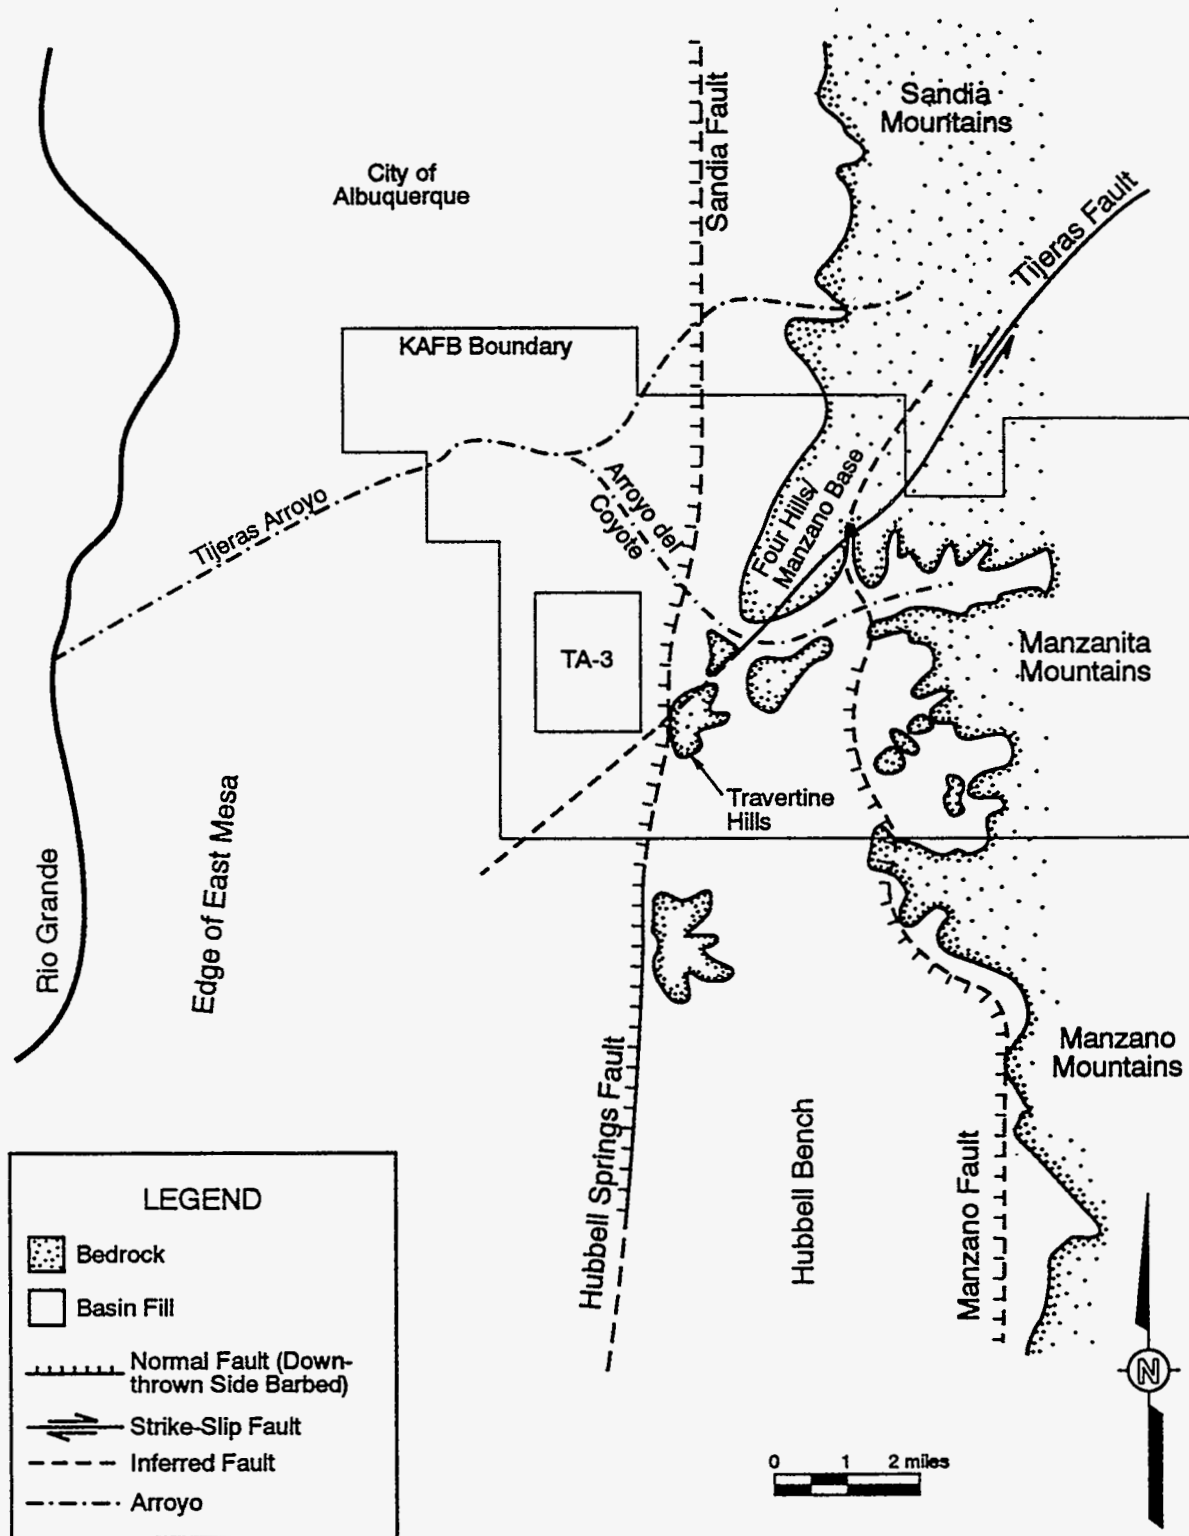 Sandia
Mountains
Sandia Fault
City of
Albuquerque
Tijeras Fault
KAFB Boundary
Four Hills/
Manzano Base
Arroyo del
Coyote
Tijeras Arroyo
TA-3
Manzanita
Mountains
Travertine
Hills
Rio Grande
Edge of East Mesa
Manzano
Mountains
Hubbell Springs Fault
Hubbell Bench
Manzano Fault
LEGEND
Bedrock
Basin Fill
Normal Fault (Down-
thrown Side Barbed)
Strike-Slip Fault
Inferred Fault
Arroyo
0 1 2 miles
N